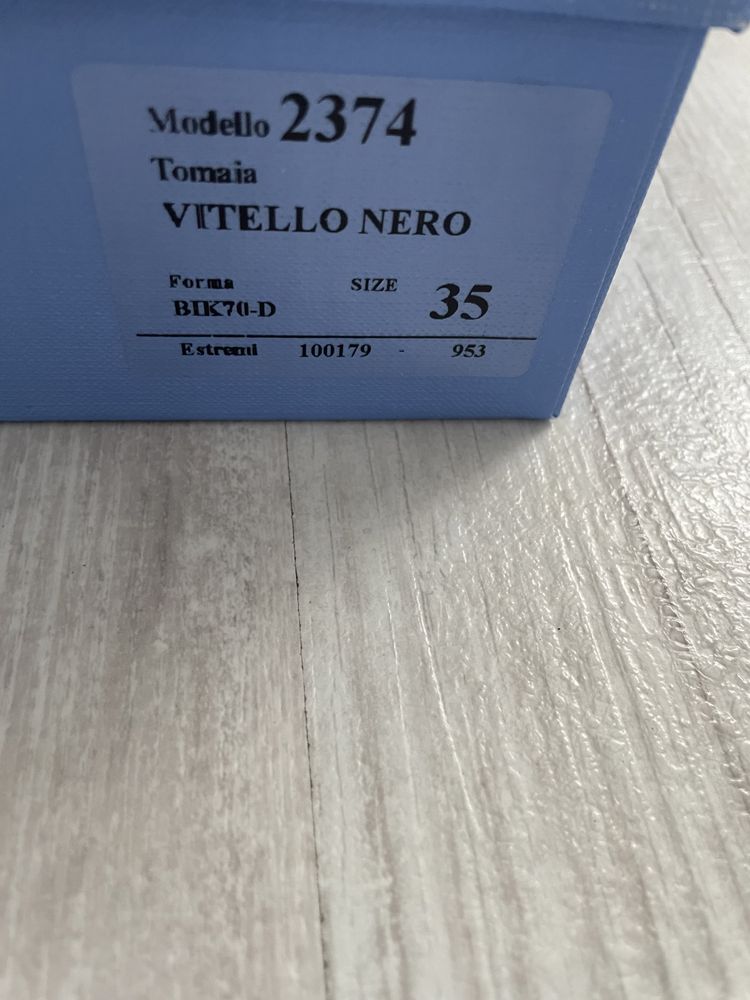 Modello 2374
Tomaia
VITELLO NERO
Forma SIZE 35
BIK70-D
Estremi 100179 - 953